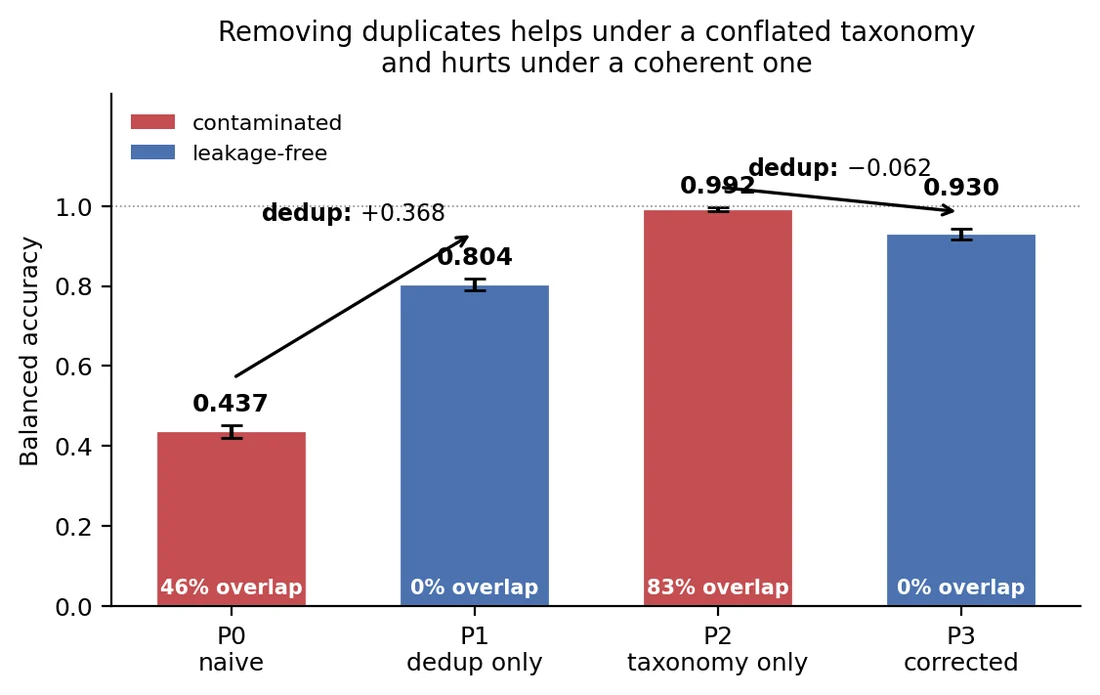 Removing duplicates helps under a conflated taxonomy
and hurts under a coherent one
contaminated
leakage-free
dedup: −0.062
0.992
0.930
dedup: +0.368
0.804
0.437
Balanced accuracy
1.0
0.8
0.6
0.4
0.2
0.0
46% overlap
0% overlap
83% overlap
0% overlap
P0
naive
P1
dedup only
P2
taxonomy only
P3
corrected